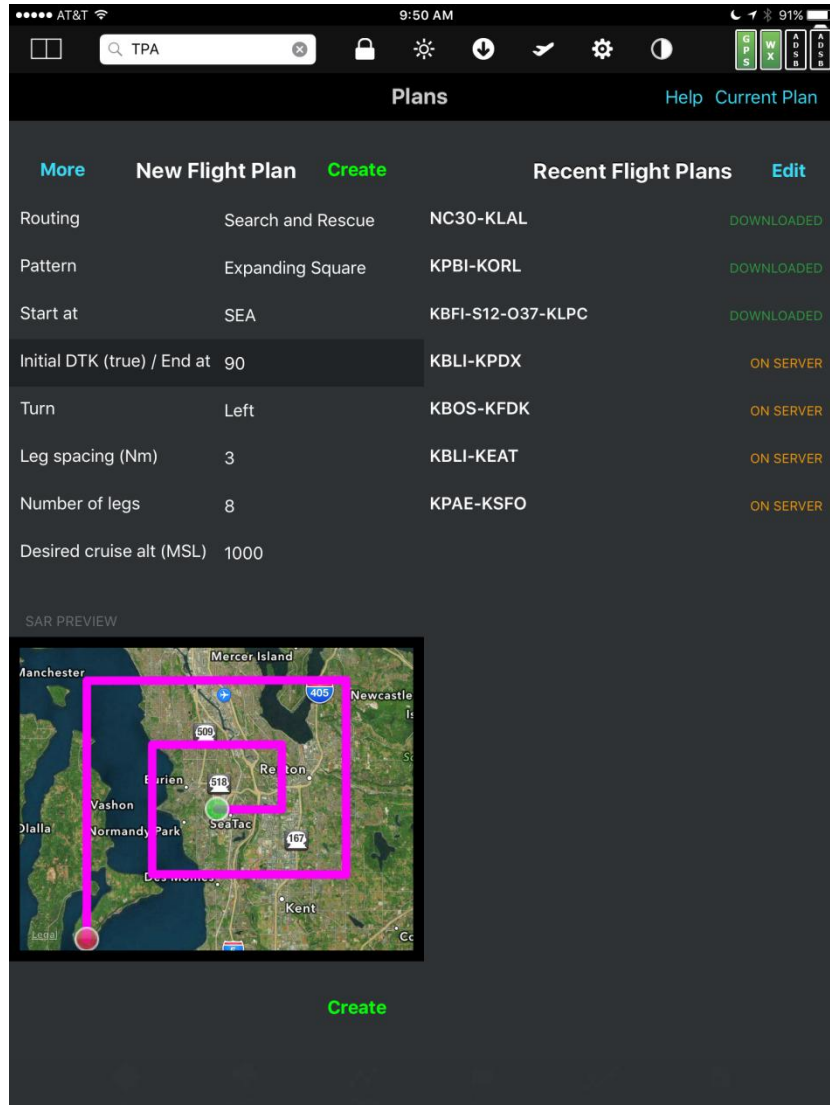 AT&T 9:50 AM 91%
TPA
GPS WX ADSB ADSB
Plans Help Current Plan
More New Flight Plan Create
Routing Search and Rescue
Pattern Expanding Square
Start at SEA
Initial DTK (true) / End at 90
Turn Left
Leg spacing (Nm) 3
Number of legs 8
Desired cruise alt (MSL) 1000
Recent Flight Plans Edit
NC30-KLAL DOWNLOADED
KPBI-KORL DOWNLOADED
KBFI-S12-O37-KLPC DOWNLOADED
KBLI-KPDX ON SERVER
KBOS-KFDK ON SERVER
KBLI-KEAT ON SERVER
KPAE-KSFO ON SERVER
SAR PREVIEW
Mercer Island
Manchester
405 Newcastle
509
Burien 518 Renton
Vashon
Olalla Normandy Park SeaTac
167
Des Moines
Kent
Legal
Create